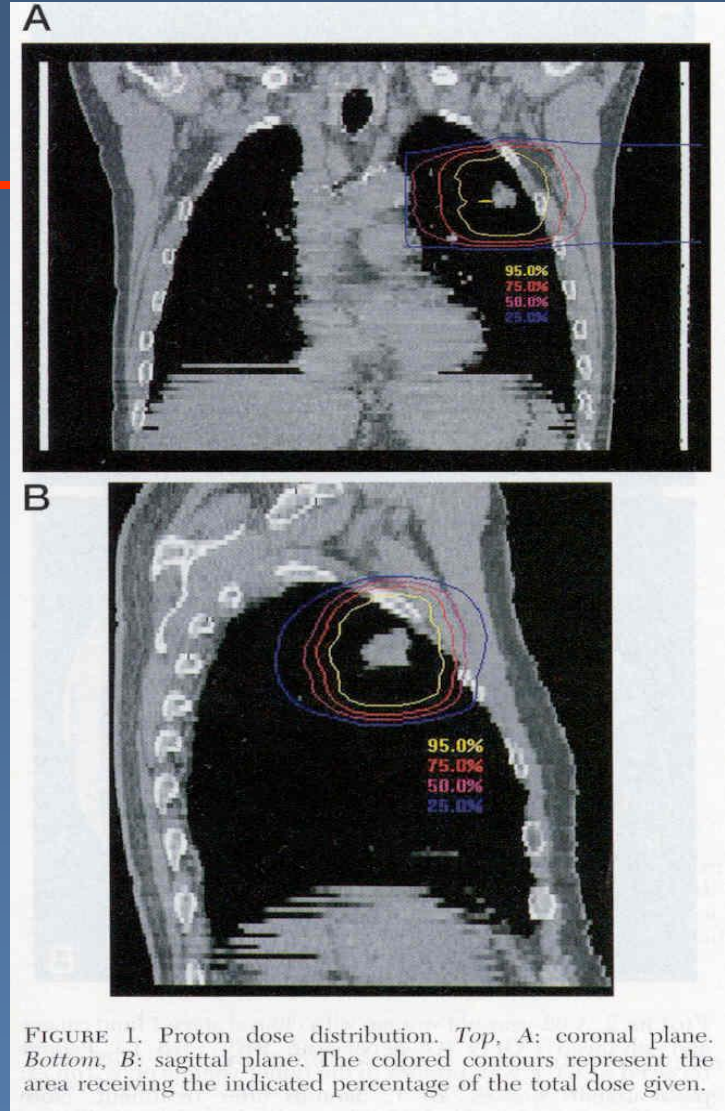 A
95.0%
75.0%
50.0%
25.0%
B
95.0%
75.0%
50.0%
25.0%
FIGURE 1. Proton dose distribution. Top, A: coronal plane.
Bottom, B: sagittal plane. The colored contours represent the
area receiving the indicated percentage of the total dose given.